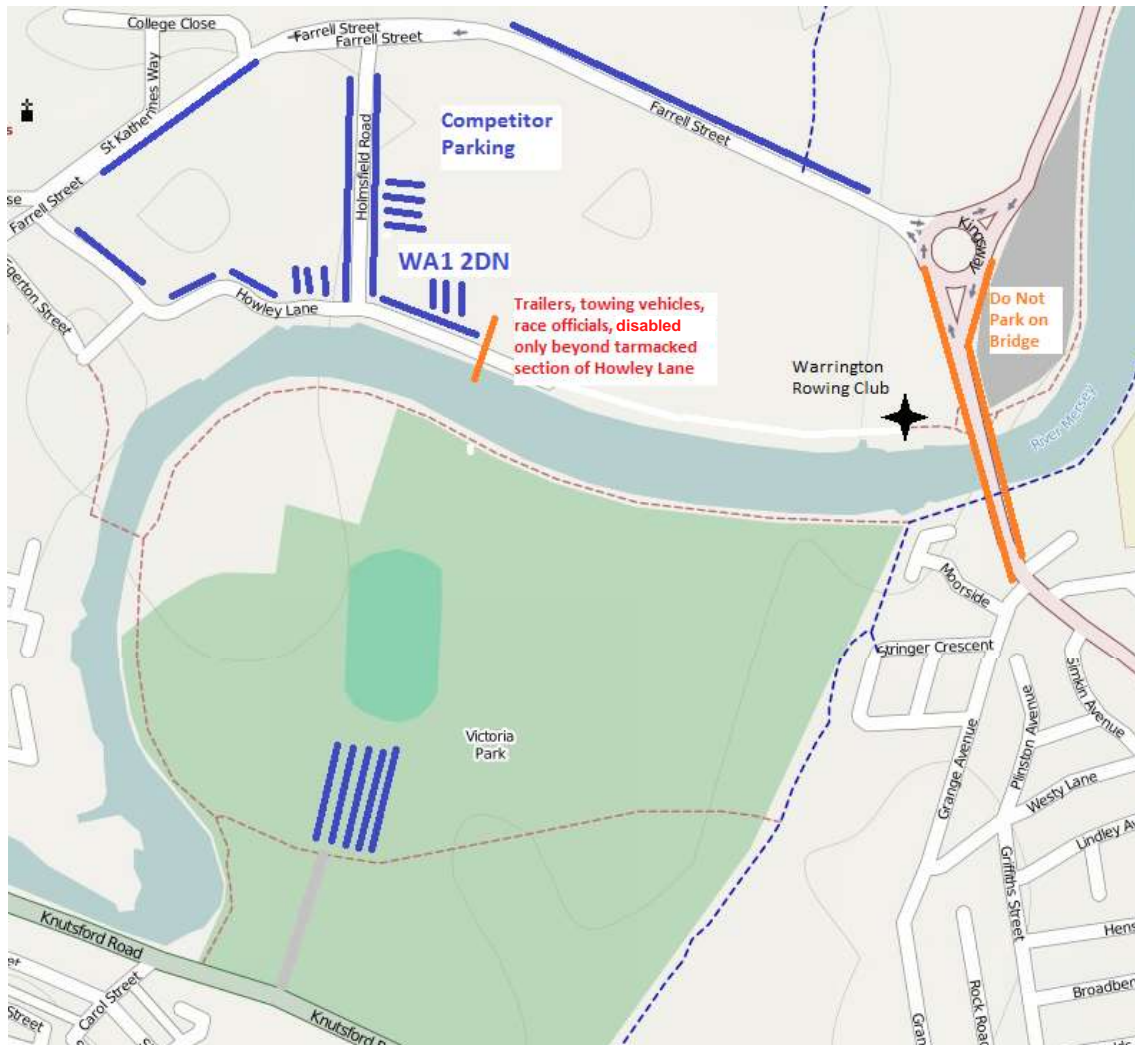 College Close
Farrell Street
Farrell Street
St Katherines Way
Farrell Street
Farrell Street
Holmsfield Road
Competitor
Parking
WA1 2DN
Howley Lane
Egerton Street
Kingsway
Trailers, towing vehicles,
race officials, disabled
only beyond tarmacked
section of Howley Lane
Do Not
Park on
Bridge
Warrington
Rowing Club
River Mersey
Moorside
Stringer Crescent
Simkin Avenue
Plinston Avenue
Grange Avenue
Westy Lane
Griffiths Street
Victoria
Park
Knutsford Road
Carol Street
Street
Knutsford R
Rock Road